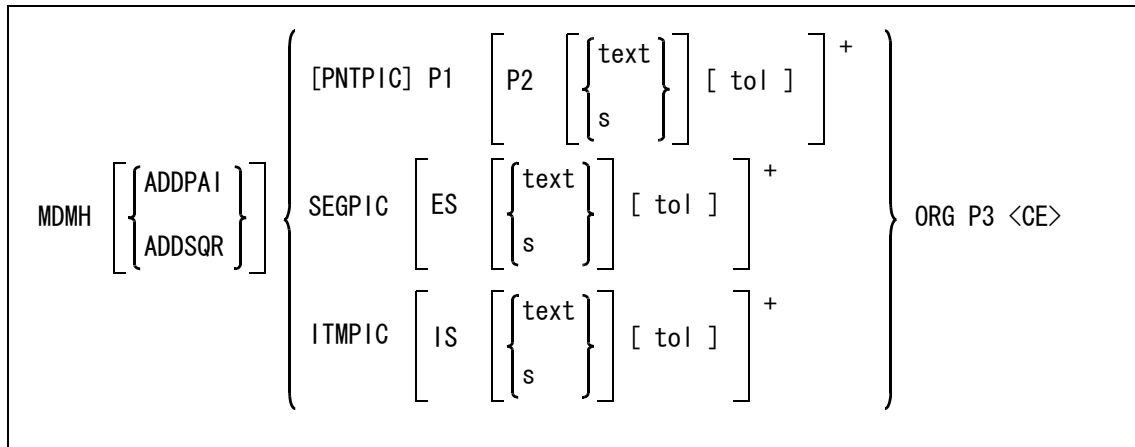 [PNTPIC] P1 [ P2 [ { text
s } ] [ tol ] ] +
MDMH [ { ADDPAI
ADDSQR } ] { SEGPIC [ ES [ { text
s } ] [ tol ] ] + } ORG P3 <CE>
ITMPIC [ IS [ { text
s } ] [ tol ] ] +